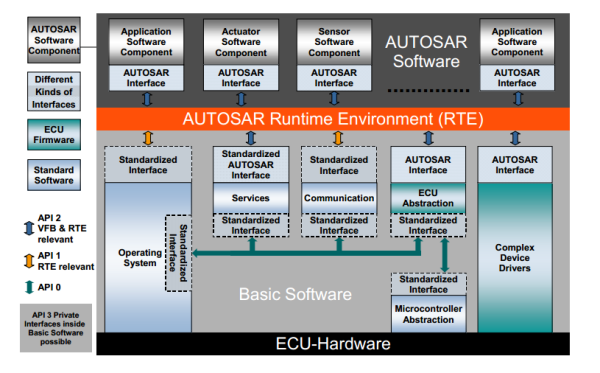 AUTOSAR
Software
Component
Different
Kinds of
Interfaces
ECU
Firmware
Standard
Software
API 2
VFB & RTE
relevant
API 1
RTE relevant
API 0
API 3 Private
Interfaces inside
Basic Software
possible
Application
Software
Component
AUTOSAR
Interface
Actuator
Software
Component
AUTOSAR
Interface
Sensor
Software
Component
AUTOSAR
Interface
AUTOSAR
Software
Application
Software
Component
AUTOSAR
Interface
AUTOSAR Runtime Environment (RTE)
Standardized
Interface
Operating
System
Standardized
Interface
Standardized
AUTOSAR
Interface
Services
Standardized
Interface
Standardized
Interface
Communication
Standardized
Interface
AUTOSAR
Interface
ECU
Abstraction
Standardized
Interface
Standardized
Interface
Microcontroller
Abstraction
AUTOSAR
Interface
Complex
Device
Drivers
Basic Software
ECU-Hardware